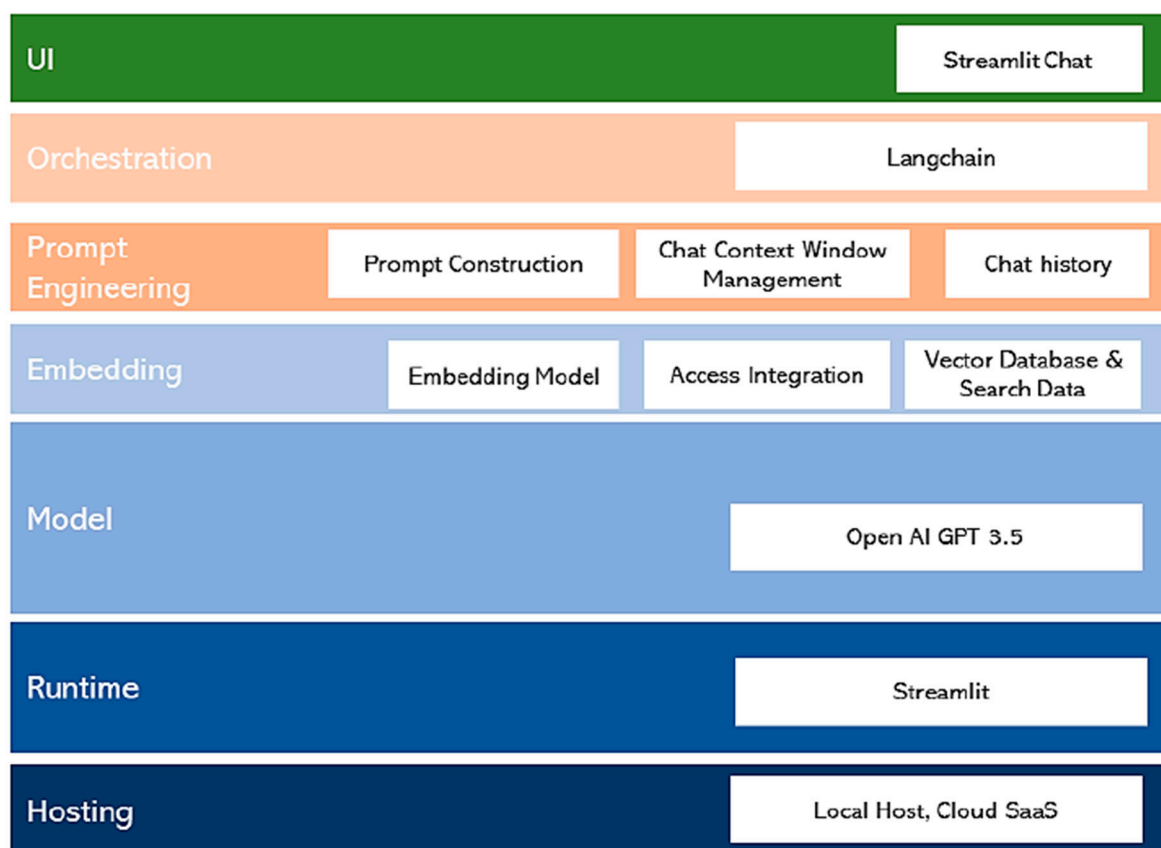 UI
Streamlit Chat
Orchestration
Langchain
Prompt
Engineering
Prompt Construction
Chat Context Window
Management
Chat history
Embedding
Embedding Model
Access Integration
Vector Database &
Search Data
Model
Open AI GPT 3.5
Runtime
Streamlit
Hosting
Local Host, Cloud SaaS